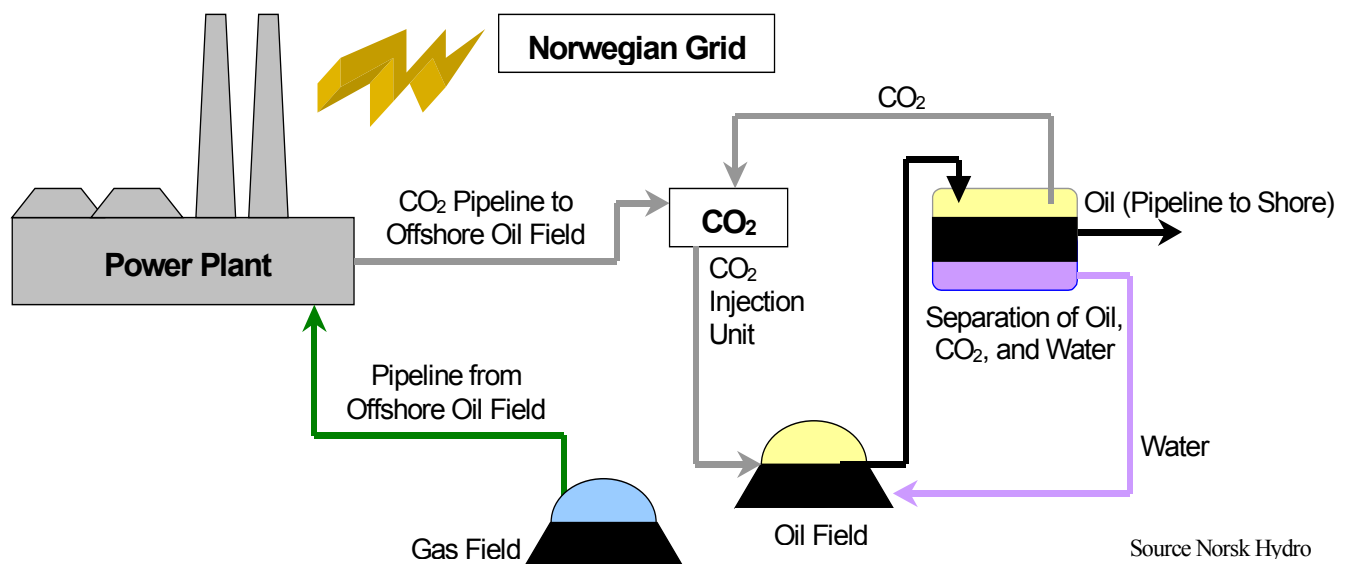 Norwegian Grid
CO₂
CO₂ Pipeline to
Offshore Oil Field
CO₂
Oil (Pipeline to Shore)
Power Plant
CO₂
Injection
Unit
Separation of Oil,
CO₂, and Water
Pipeline from
Offshore Oil Field
Water
Gas Field
Oil Field
Source Norsk Hydro